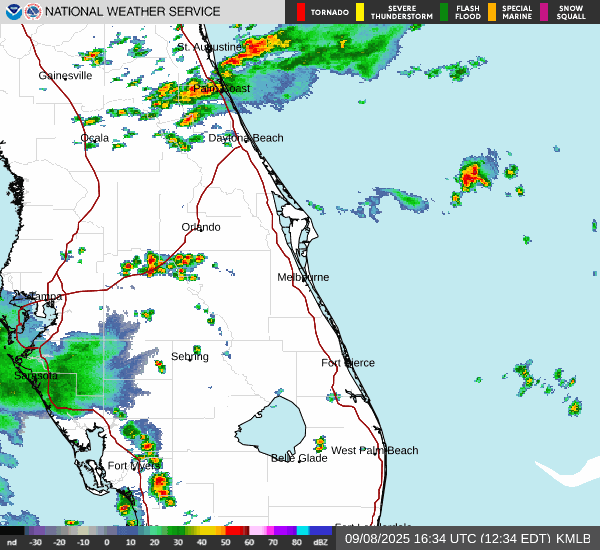 NATIONAL WEATHER SERVICE
TORNADO
SEVERE
THUNDERSTORM
FLASH
FLOOD
SPECIAL
MARINE
SNOW
SQUALL
St. Augustine
Gainesville
Palm Coast
Ocala
Daytona Beach
Orlando
Melbourne
Tampa
Sebring
Fort Pierce
Sarasota
West Palm Beach
Belle Glade
Fort Myers
Fort Lauderdale
nd -30 -20 -10 0 10 20 30 40 50 60 70 80 dBZ
09/08/2025 16:34 UTC (12:34 EDT) KMLB